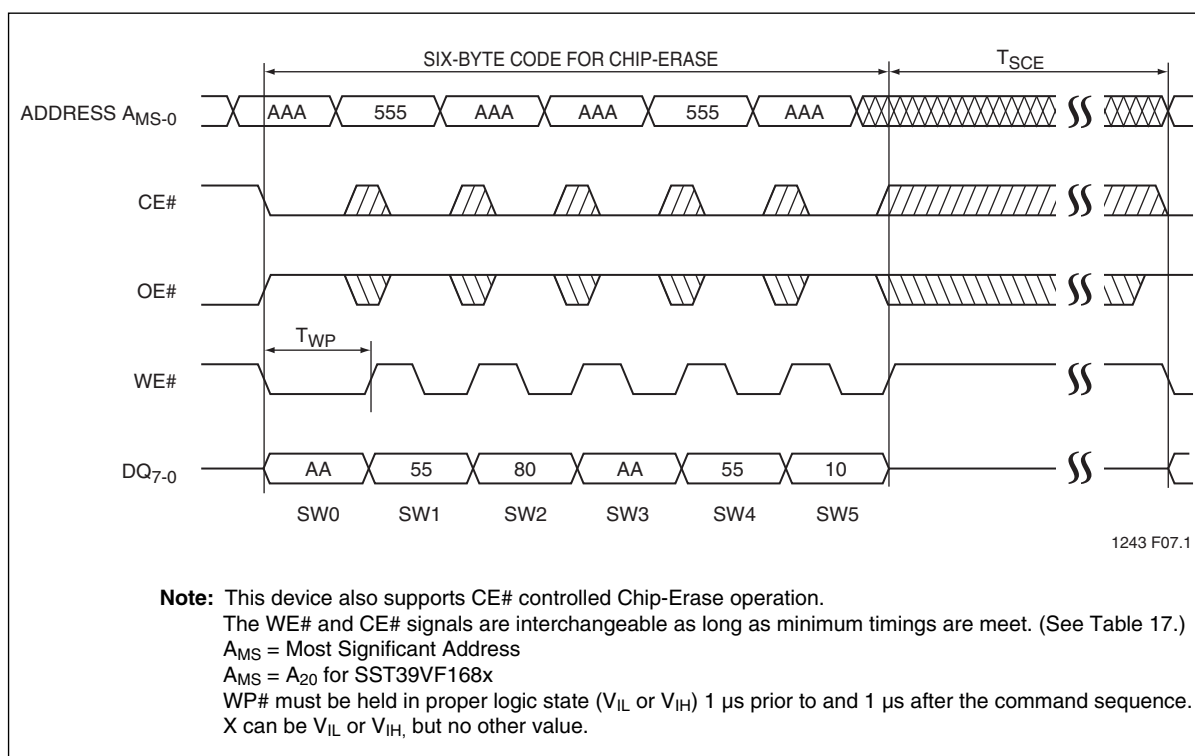 SIX-BYTE CODE FOR CHIP-ERASE TSCE
ADDRESS AMS-0 AAA 555 AAA AAA 555 AAA
CE#
OE#
TWP
WE#
DQ7-0 AA 55 80 AA 55 10
SW0 SW1 SW2 SW3 SW4 SW5
1243 F07.1
Note: This device also supports CE# controlled Chip-Erase operation.
The WE# and CE# signals are interchangeable as long as minimum timings are meet. (See Table 17.)
AMS = Most Significant Address
AMS = A20 for SST39VF168x
WP# must be held in proper logic state (VIL or VIH) 1 µs prior to and 1 µs after the command sequence.
X can be VIL or VIH, but no other value.